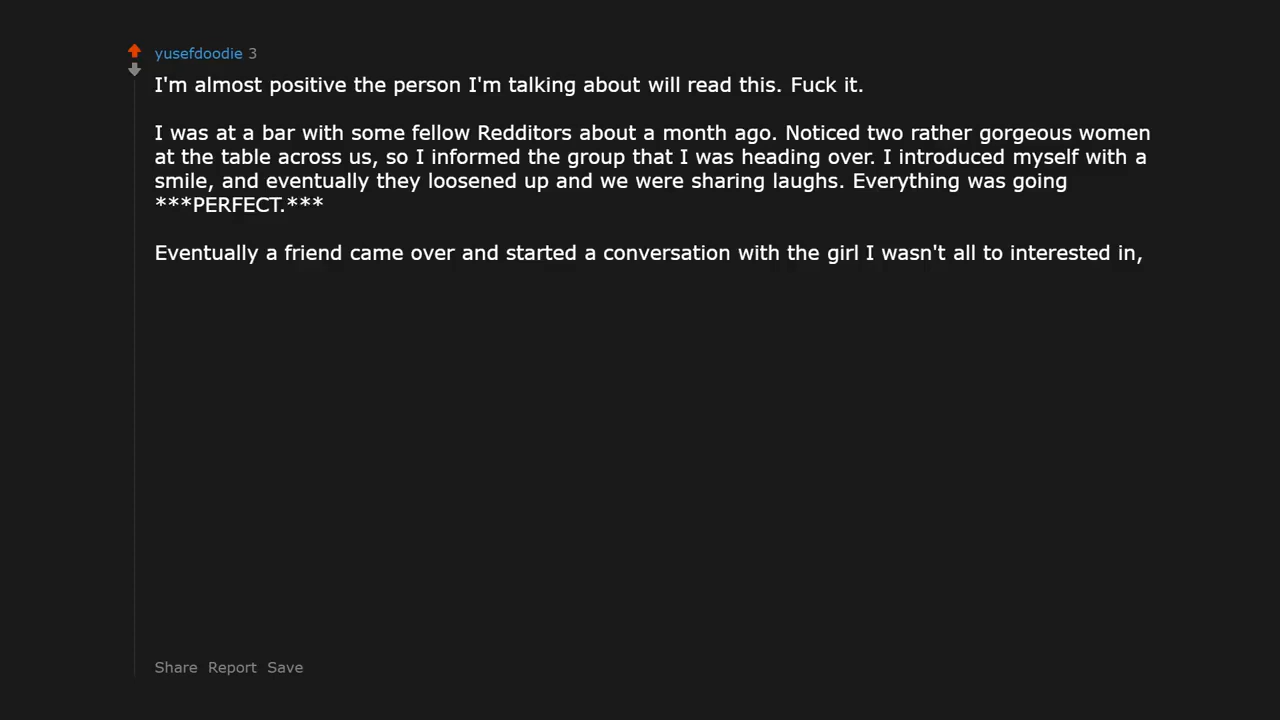 yusefdoodie 3
I'm almost positive the person I'm talking about will read this. Fuck it.
I was at a bar with some fellow Redditors about a month ago. Noticed two rather gorgeous women
at the table across us, so I informed the group that I was heading over. I introduced myself with a
smile, and eventually they loosened up and we were sharing laughs. Everything was going
***PERFECT.***
Eventually a friend came over and started a conversation with the girl I wasn't all to interested in,
Share Report Save